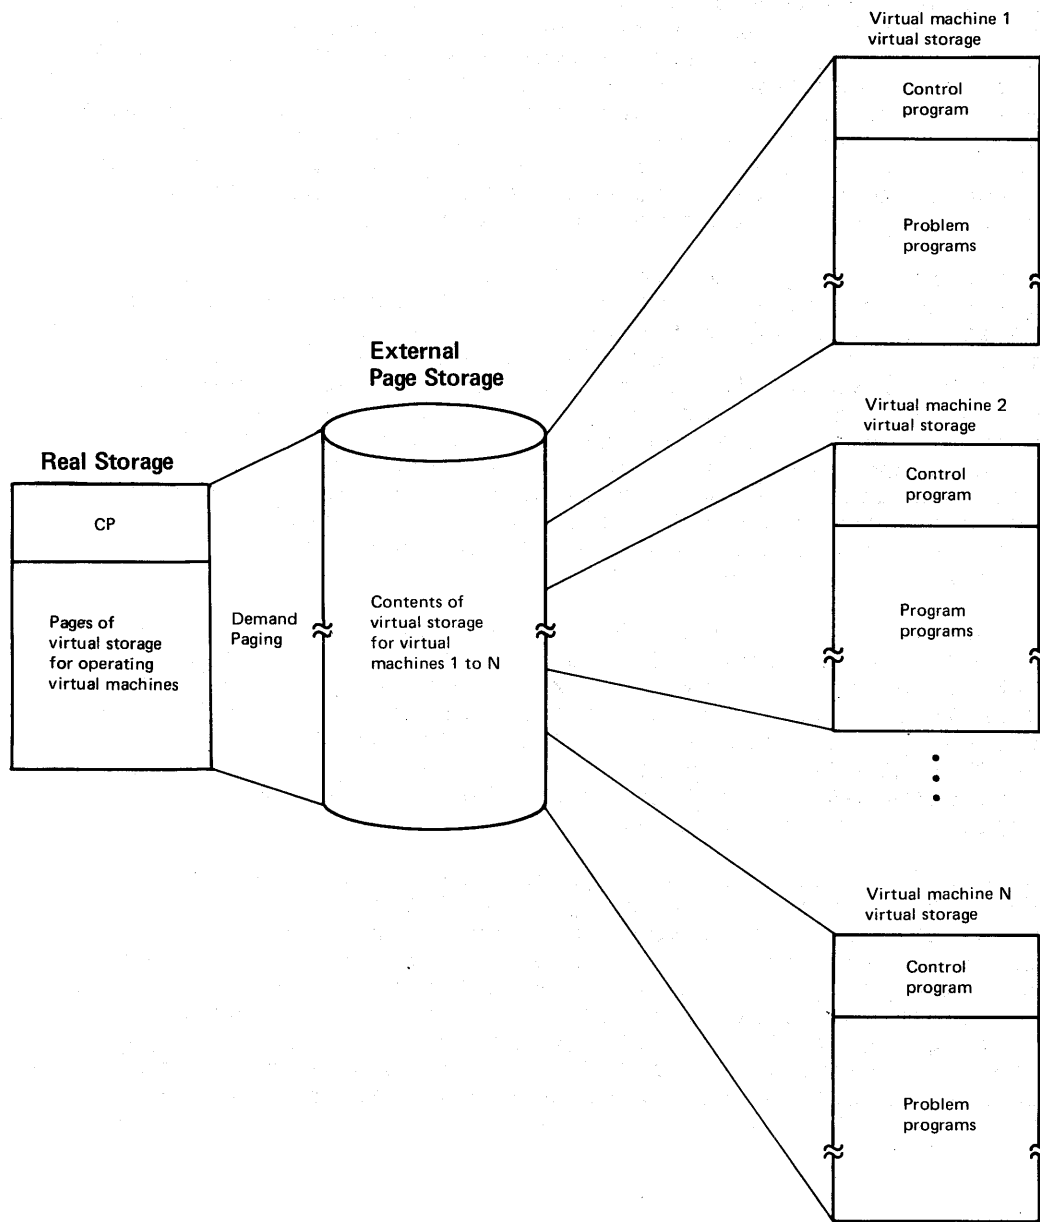 Virtual machine 1
virtual storage
Control
program
Problem
programs
External
Page Storage
Virtual machine 2
virtual storage
Real Storage
Control
program
CP
Pages of
virtual storage
for operating
virtual machines
Demand
Paging
Contents of
virtual storage
for virtual
machines 1 to N
Program
programs
Virtual machine N
virtual storage
Control
program
Problem
programs